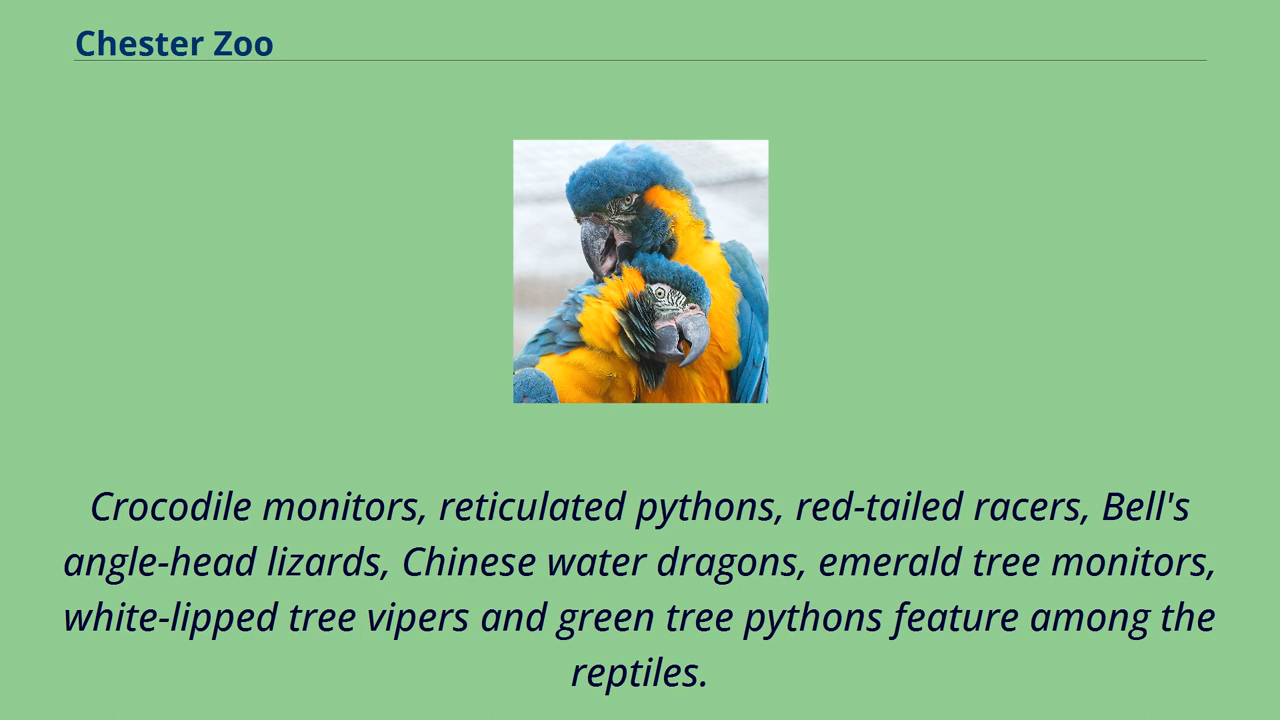 Chester Zoo
Crocodile monitors, reticulated pythons, red-tailed racers, Bell's
angle-head lizards, Chinese water dragons, emerald tree monitors,
white-lipped tree vipers and green tree pythons feature among the
reptiles.